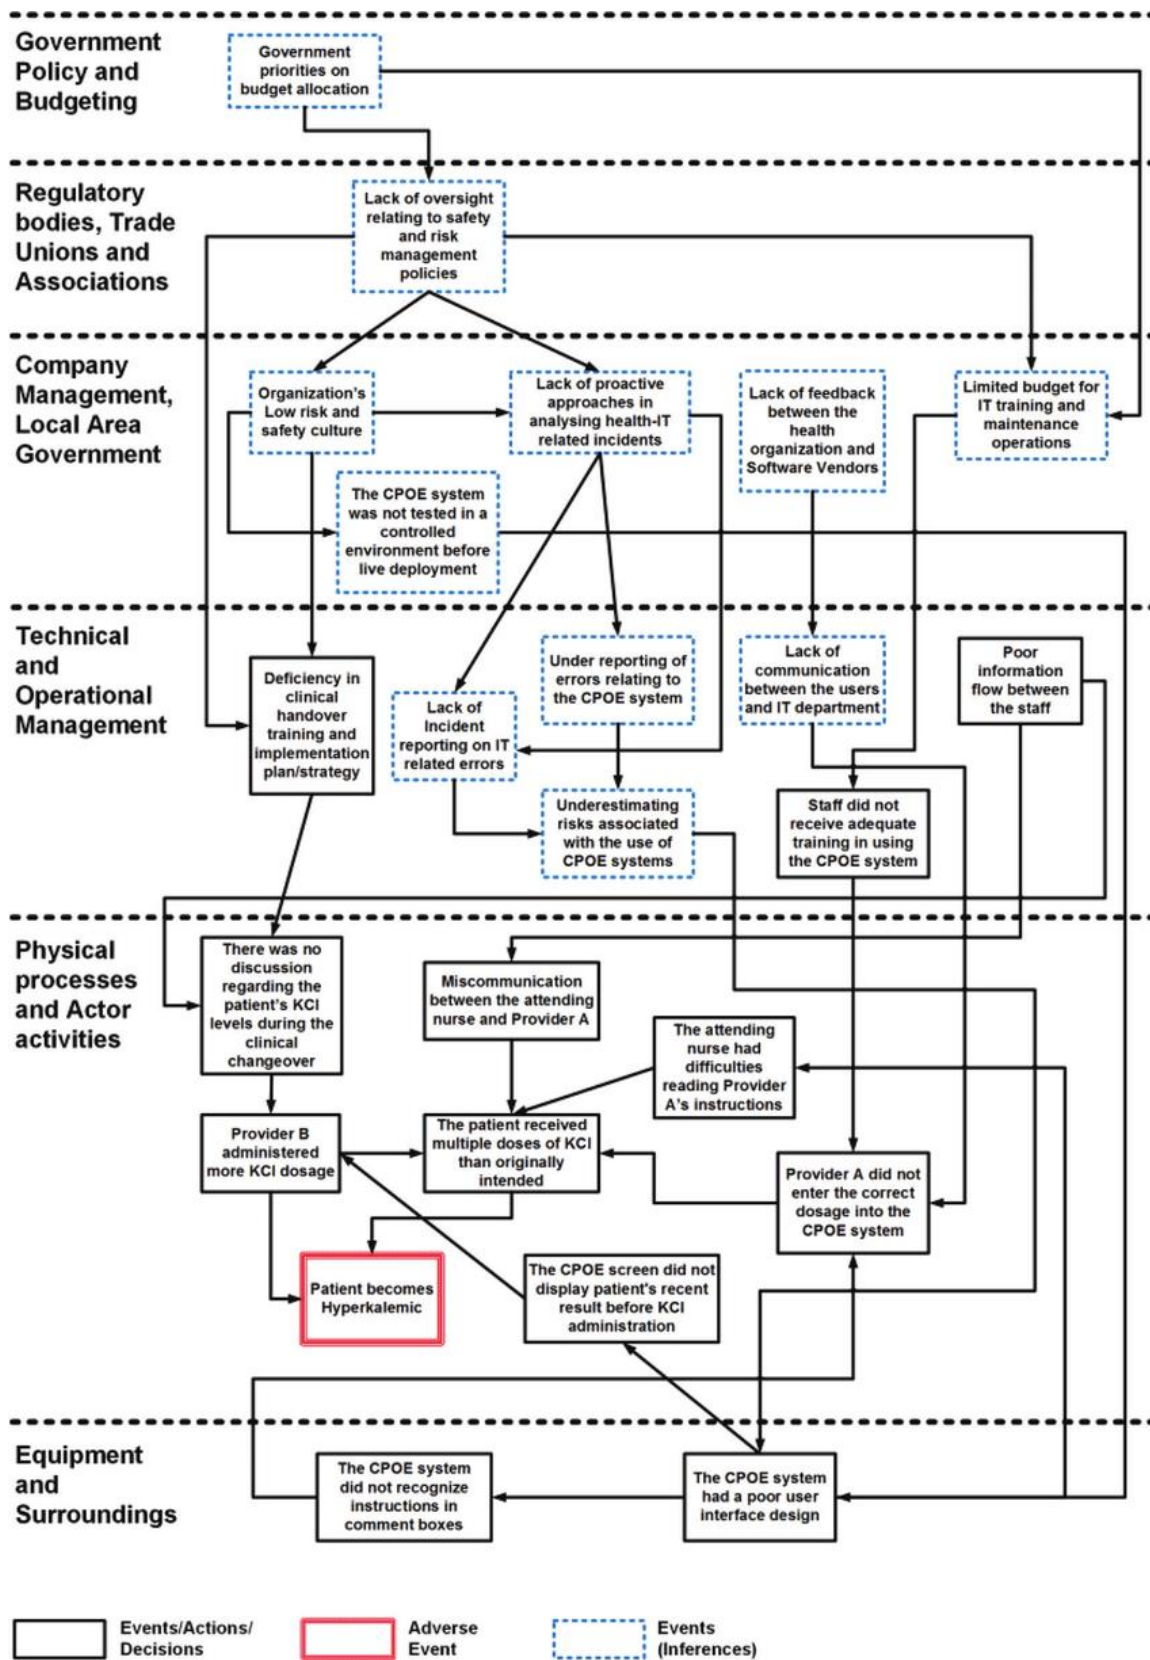 Government
Policy and
Budgeting
Government
priorities on
budget allocation
Regulatory
bodies, Trade
Unions and
Associations
Lack of oversight
relating to safety
and risk
management
policies
Company
Management,
Local Area
Government
Organization's
Low risk and
safety culture
Lack of proactive
approaches in
analysing health-IT
related incidents
Lack of feedback
between the
health
organization and
Software Vendors
Limited budget for
IT training and
maintenance
operations
The CPOE system
was not tested in a
controlled
environment before
live deployment
Technical
and
Operational
Management
Deficiency in
clinical
handover
training and
implementation
plan/strategy
Lack of
Incident
reporting on IT
related errors
Under reporting of
errors relating to
the CPOE system
Lack of
communication
between the users
and IT department
Poor
information
flow between
the staff
Underestimating
risks associated
with the use of
CPOE systems
Staff did not
receive adequate
training in using
the CPOE system
Physical
processes
and Actor
activities
There was no
discussion
regarding the
patient's KCI
levels during the
clinical
changeover
Miscommunication
between the attending
nurse and Provider A
The attending
nurse had
difficulties
reading Provider
A's instructions
Provider B
administered
more KCI dosage
The patient received
multiple doses of KCI
than originally
intended
Provider A did not
enter the correct
dosage into the
CPOE system
Patient becomes
Hyperkalemic
The CPOE screen did not
display patient's recent
result before KCI
administration
Equipment
and
Surroundings
The CPOE system
did not recognize
instructions in
comment boxes
The CPOE system
had a poor user
interface design
Events/Actions/
Decisions
Adverse
Event
Events
(Inferences)